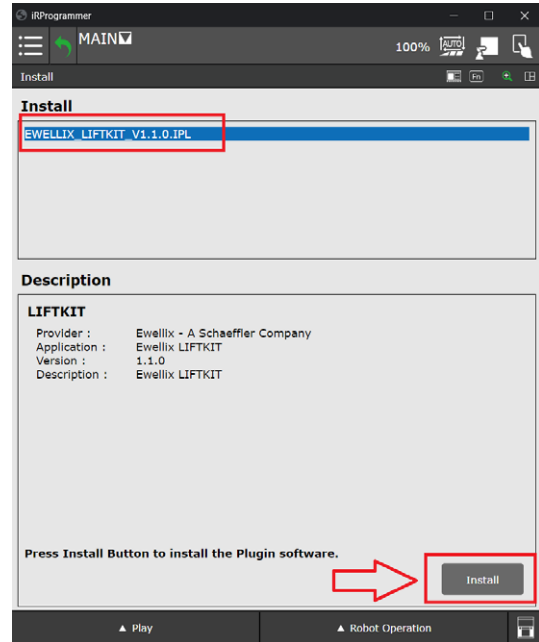 iRProgrammer
MAIN
100%
AUTO
Install
Fn
Install
EWELLIX_LIFTKIT_V1.1.0.IPL
Description
LIFTKIT
Provider : Ewellix - A Schaeffler Company
Application : Ewellix LIFTKIT
Version : 1.1.0
Description : Ewellix LIFTKIT
Press Install Button to install the Plugin software.
Install
▲ Play ▲ Robot Operation